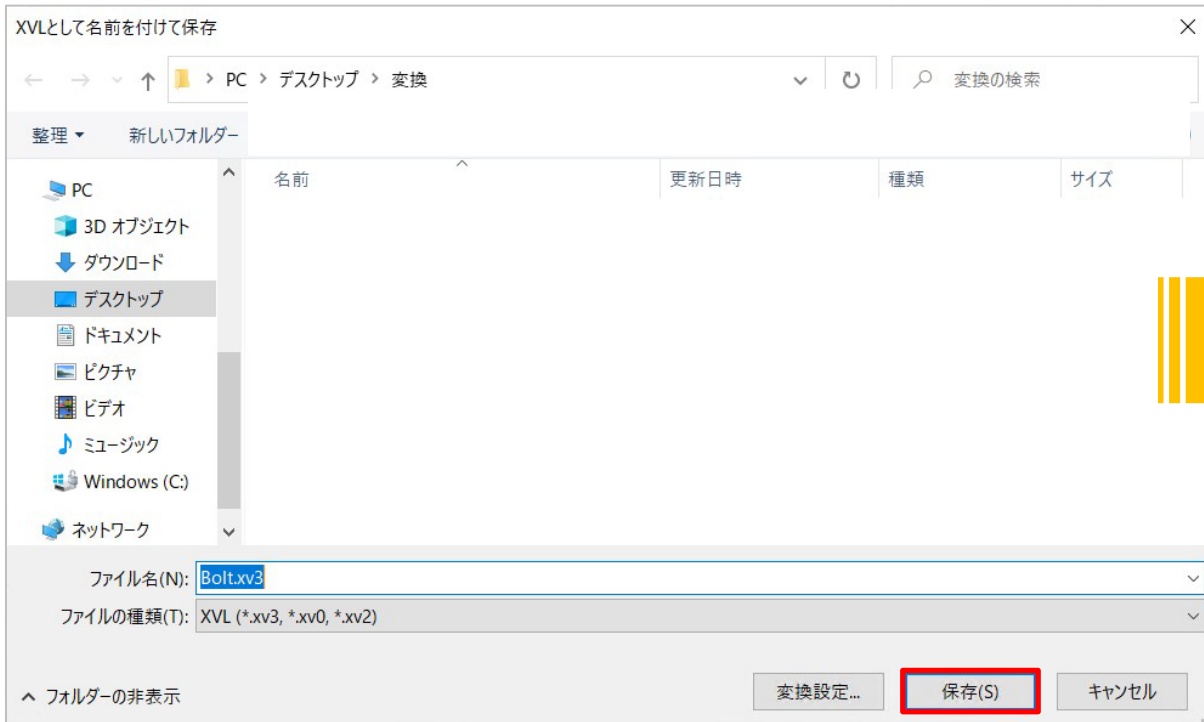 XVLとして名前を付けて保存
PC > デスクトップ > 変換
変換の検索
整理
新しいフォルダー
名前
更新日時
種類
サイズ
PC
3D オブジェクト
ダウンロード
デスクトップ
ドキュメント
ピクチャ
ビデオ
ミュージック
Windows (C:)
ネットワーク
ファイル名(N): Bolt.xv3
ファイルの種類(T): XVL (*.xv3, *.xv0, *.xv2)
フォルダーの非表示
変換設定...
保存(S)
キャンセル